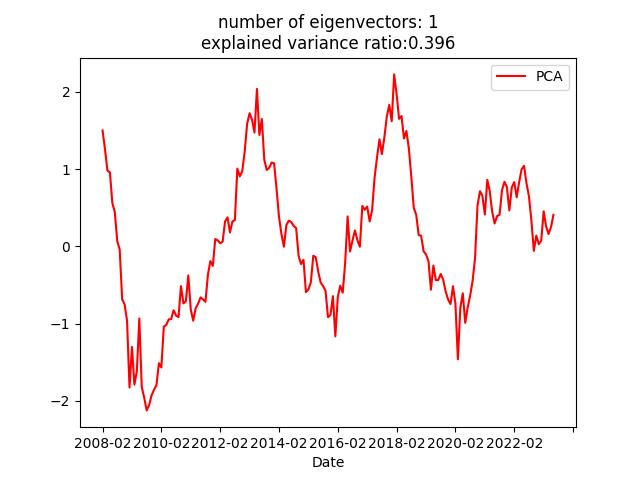 number of eigenvectors: 1
explained variance ratio:0.396
PCA
2
1
0
−1
−2
2008-02 2010-02 2012-02 2014-02 2016-02 2018-02 2020-02 2022-02
Date